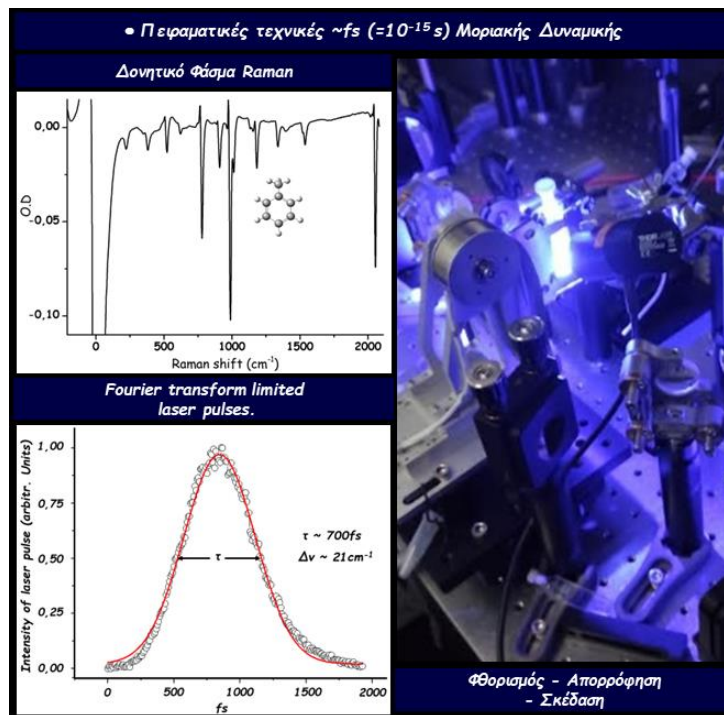 • Πειραματικές τεχνικές ~fs (=10⁻¹⁵ s) Μοριακής Δυναμικής
Δονητικό Φάσμα Raman
0,00
-0,05
-0,10
O.D
0
500
1000
1500
2000
Raman shift (cm⁻¹)
Fourier transform limited
laser pulses.
1,00
0,75
0,50
0,25
0,00
Intensity of laser pulse (arbitr. Units)
τ ~ 700fs
Δν ~ 21cm⁻¹
τ
0
500
1000
1500
2000
fs
THORLABS
Φθορισμός - Απορρόφηση
- Σκέδαση